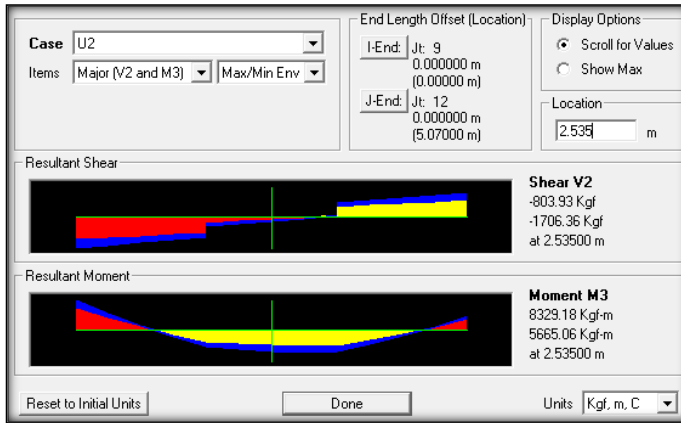 Case U2
Items Major (V2 and M3) Max/Min Env
End Length Offset (Location)
I-End: Jt: 9
0.000000 m
(0.00000 m)
J-End: Jt: 12
0.000000 m
(5.07000 m)
Display Options
Scroll for Values
Show Max
Location
2.535 m
Resultant Shear
Shear V2
-803.93 Kgf
-1706.36 Kgf
at 2.53500 m
Resultant Moment
Moment M3
8329.18 Kgf-m
5665.06 Kgf-m
at 2.53500 m
Reset to Initial Units Done Units Kgf, m, C